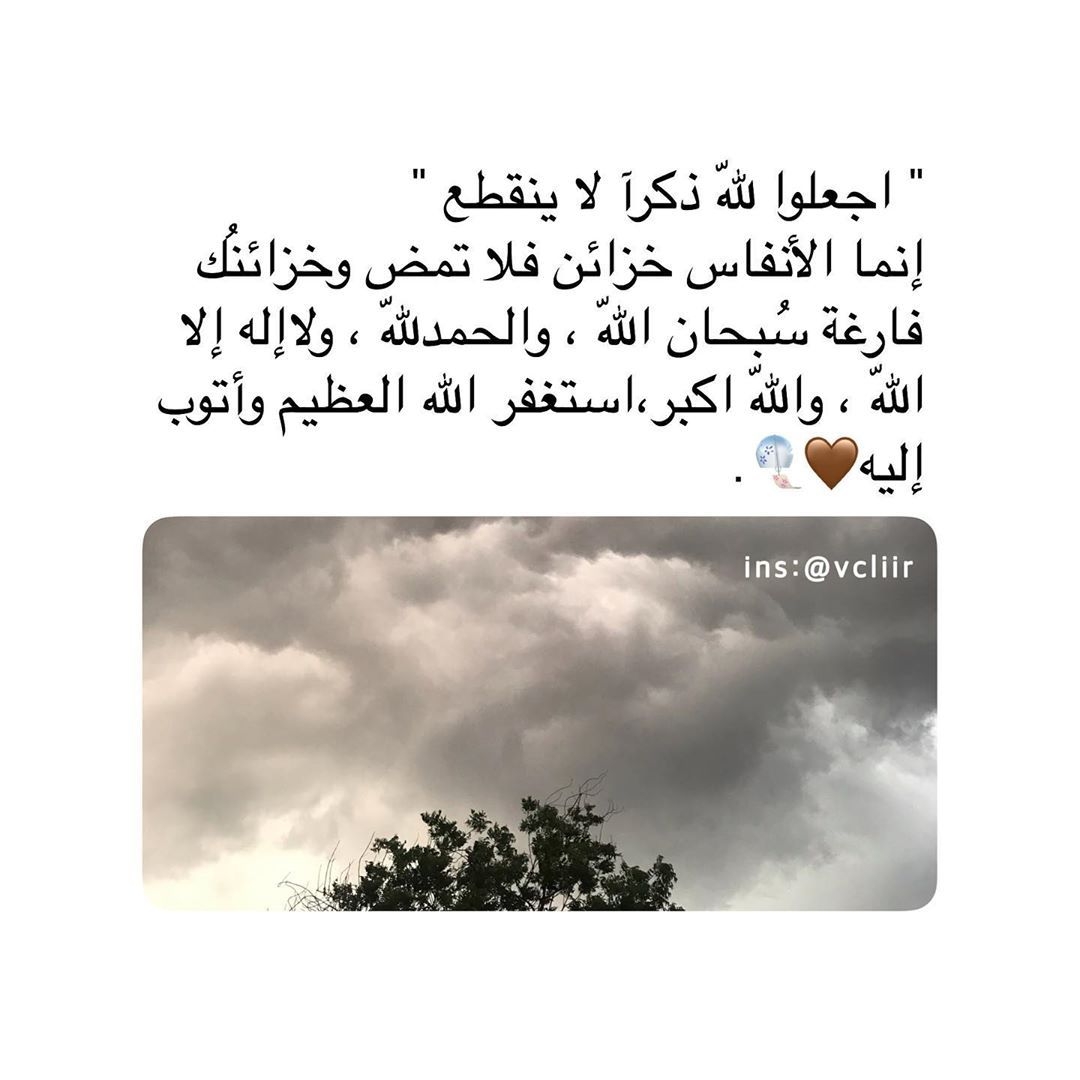 " اجعلوا للهّ ذكرآ لا ينقطع "
إنما الأنفاس خزائن فلا تمض وخزائنُك
فارغة سُبحان اللهّ ، والحمدللهّ ، ولاإله إلا
اللهّ ، واللهّ اكبر،استغفر الله العظيم وأتوب
إليه🤎🎐 .
ins:@vcliir